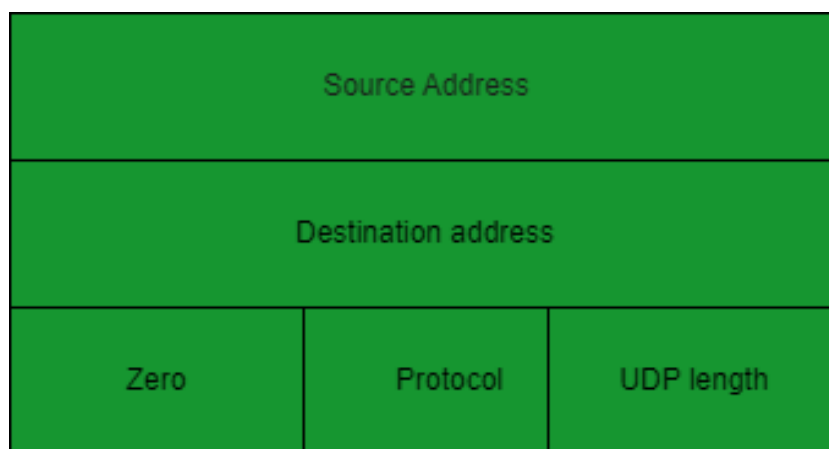 Source Address
Destination address
Zero Protocol UDP length